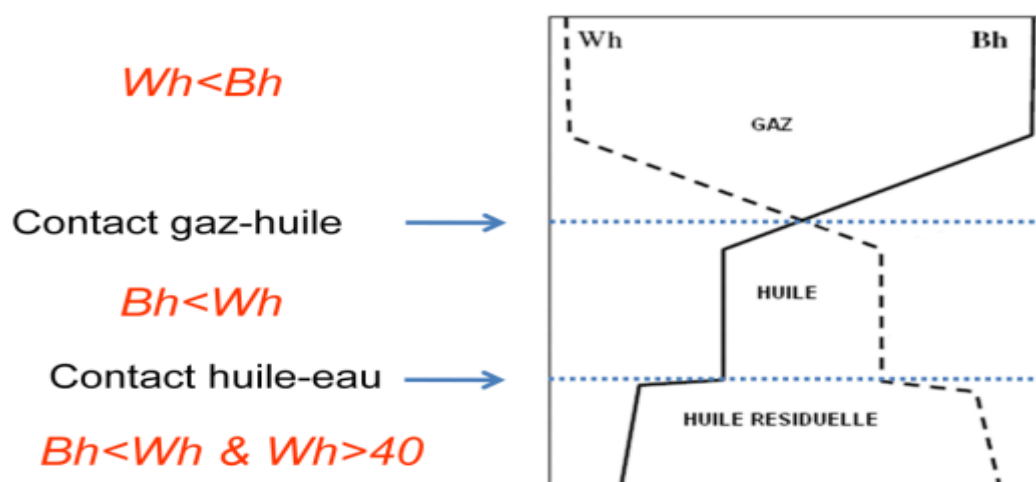 Wh<Bh
Contact gaz-huile
Bh<Wh
Contact huile-eau
Bh<Wh & Wh>40
Wh
Bh
GAZ
HUILE
HUILE RESIDUELLE